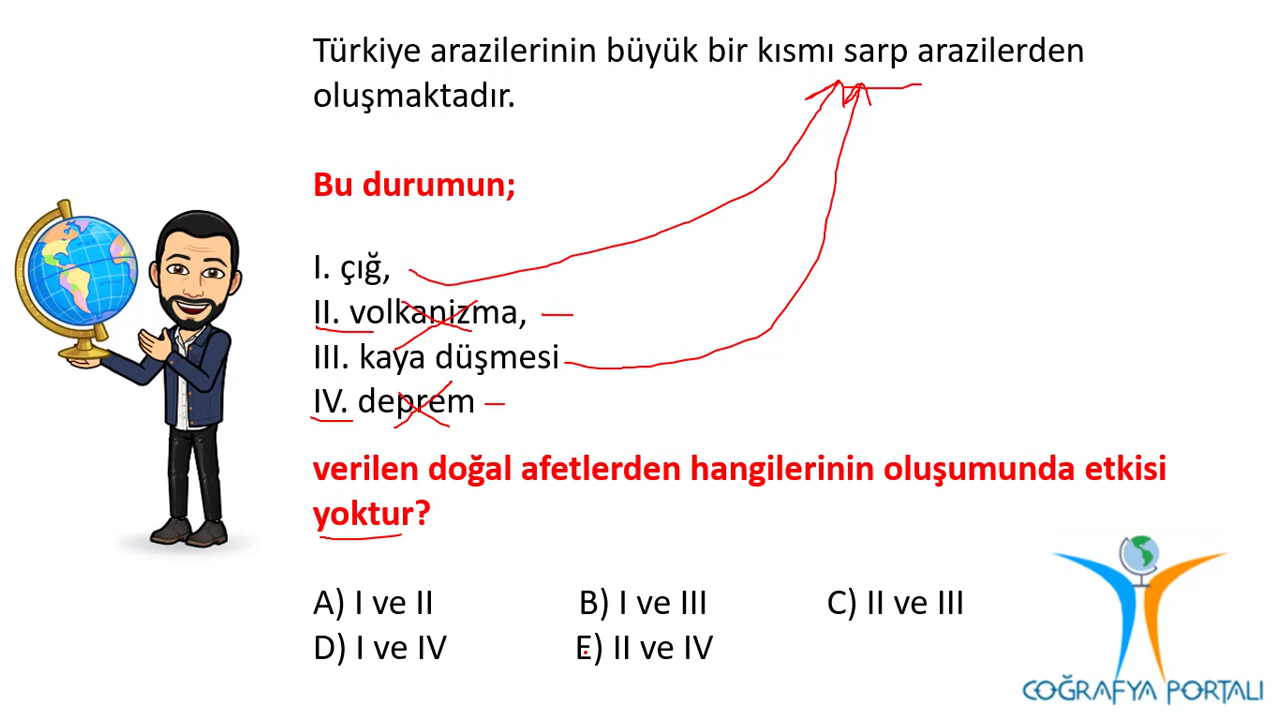 Türkiye arazilerinin büyük bir kısmı sarp arazilerden
oluşmaktadır.
Bu durumun;
I. çığ,
II. volkanizma,
III. kaya düşmesi
IV. deprem
verilen doğal afetlerden hangilerinin oluşumunda etkisi
yoktur?
A) I ve II B) I ve III C) II ve III
D) I ve IV E) II ve IV
COĞRAFYA PORTALI